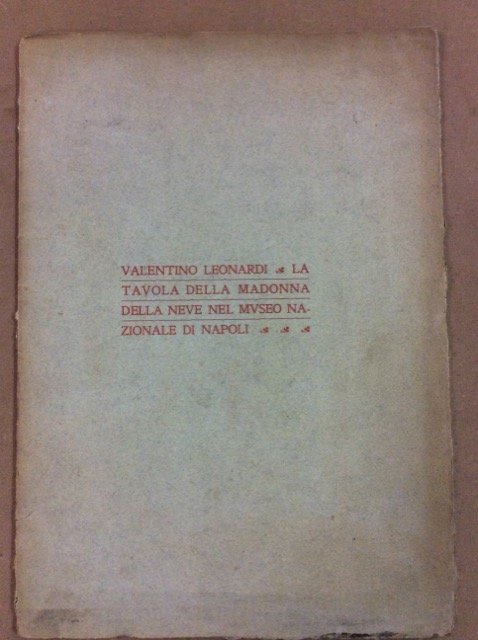 VALENTINO LEONARDI ☙ LA
TAVOLA DELLA MADONNA
DELLA NEVE NEL MVSEO NA-
ZIONALE DI NAPOLI ☙ ☙ ☙